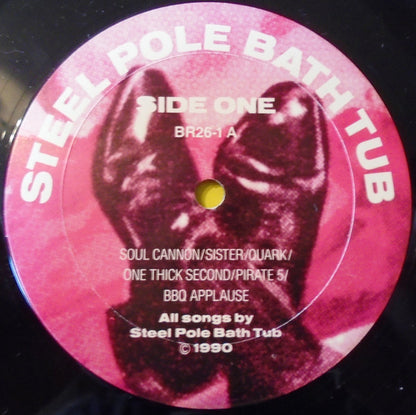 STEEL POLE BATH TUB
SIDE ONE
BR26-1 A
SOUL CANNON/SISTER/QUARK/
ONE THICK SECOND/PIRATE 5/
BBQ APPLAUSE
All songs by
Steel Pole Bath Tub
© 1990